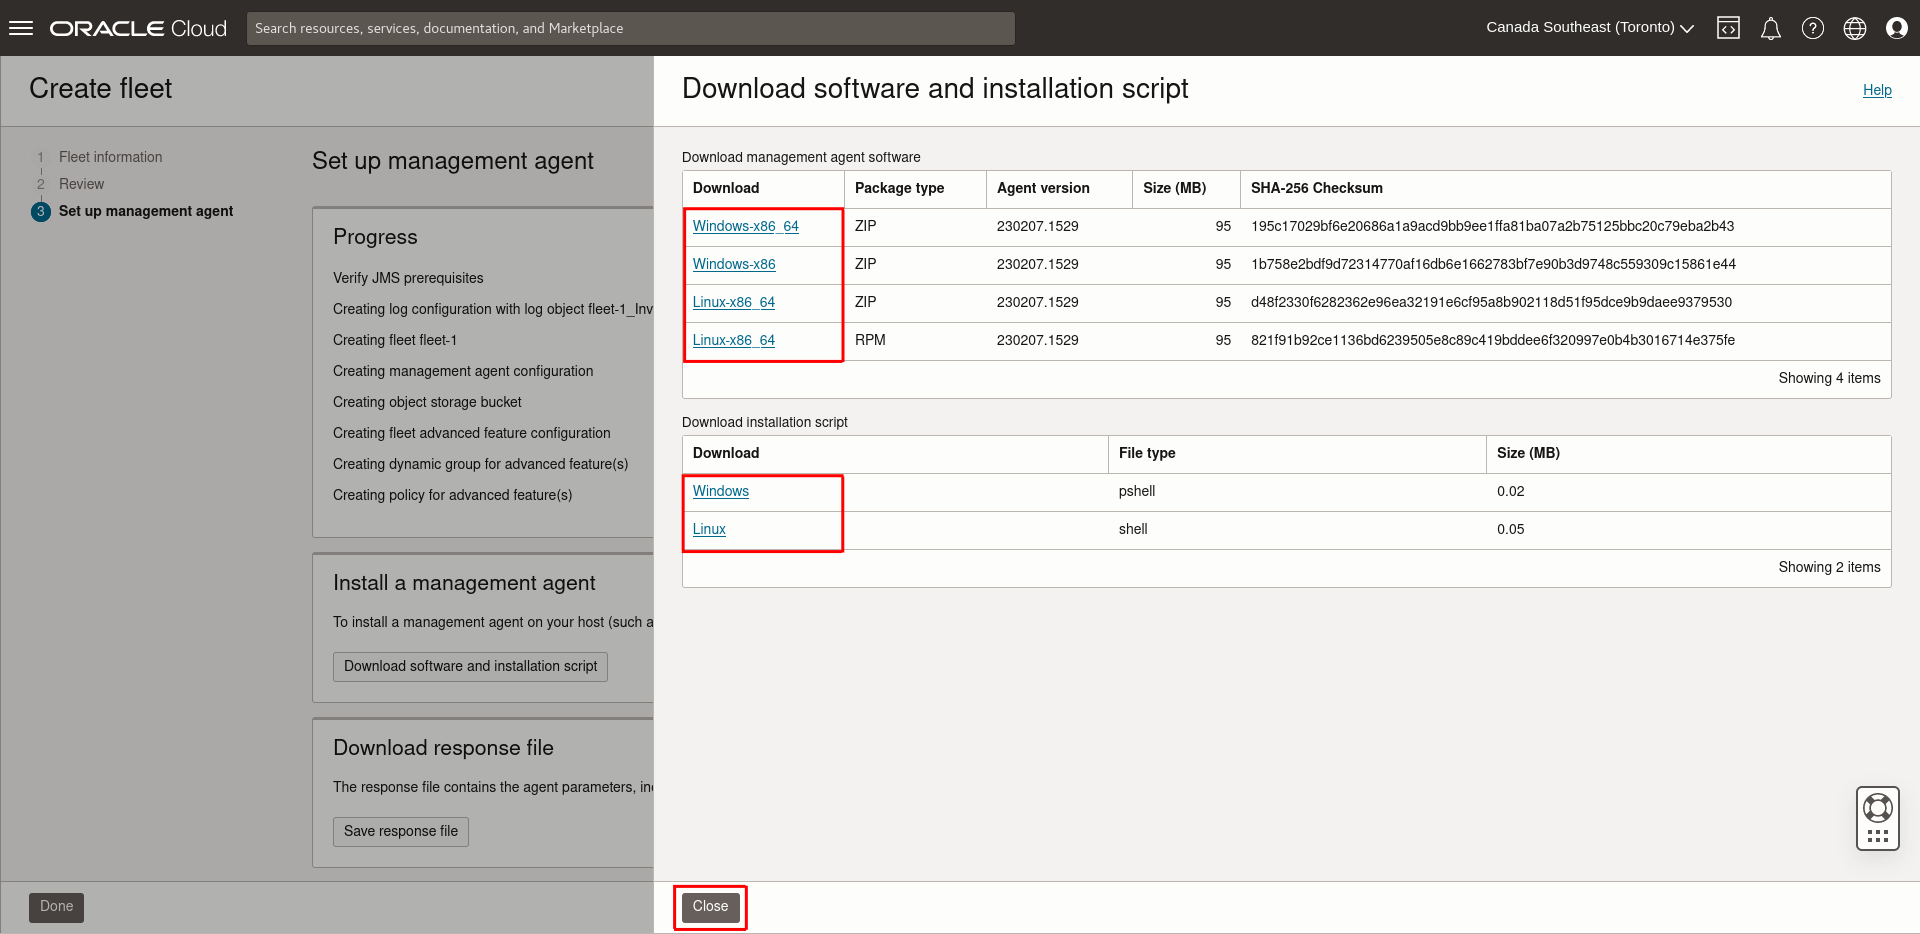 ORACLE Cloud
Search resources, services, documentation, and Marketplace
Canada Southeast (Toronto)
Create fleet
1 Fleet information
2 Review
3 Set up management agent
Set up management agent
Progress
Verify JMS prerequisites
Creating log configuration with log object fleet-1_Inv
Creating fleet fleet-1
Creating management agent configuration
Creating object storage bucket
Creating fleet advanced feature configuration
Creating dynamic group for advanced feature(s)
Creating policy for advanced feature(s)
Install a management agent
To install a management agent on your host (such a
Download software and installation script
Download response file
The response file contains the agent parameters, in
Save response file
Done
Download software and installation script
Help
Download management agent software
Download Package type Agent version Size (MB) SHA-256 Checksum
Windows-x86_64 ZIP 230207.1529 95 195c17029bf6e20686a1a9acd9bb9ee1ffa81ba07a2b75125bbc20c79eba2b43
Windows-x86 ZIP 230207.1529 95 1b758e2bdf9d72314770af16db6e1662783bf7e90b3d9748c559309c15861e44
Linux-x86_64 ZIP 230207.1529 95 d48f2330f6282362e96ea32191e6cf95a8b902118d51f95dce9b9daee9379530
Linux-x86_64 RPM 230207.1529 95 821f91b92ce1136bd6239505e8c89c419bddee6f320997e0b4b3016714e375fe
Showing 4 items
Download installation script
Download File type Size (MB)
Windows pshell 0.02
Linux shell 0.05
Showing 2 items
Close